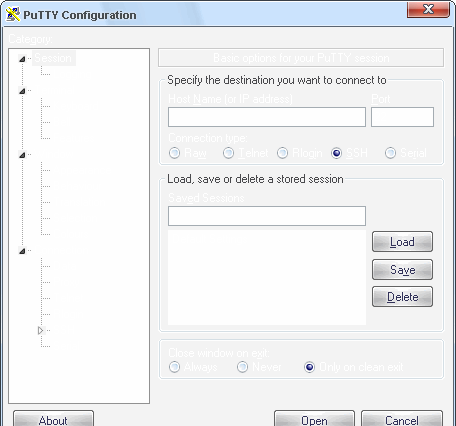 PuTTY Configuration
Category:
Session
Basic options for your PuTTY session
Specify the destination you want to connect to
Host Name (or IP address)
Port
Connection type:
Raw Telnet Rlogin SSH Serial
Load, save or delete a stored session
Saved Sessions
Load
Save
Delete
Close window on exit:
Always Never Only on clean exit
About
Open
Cancel